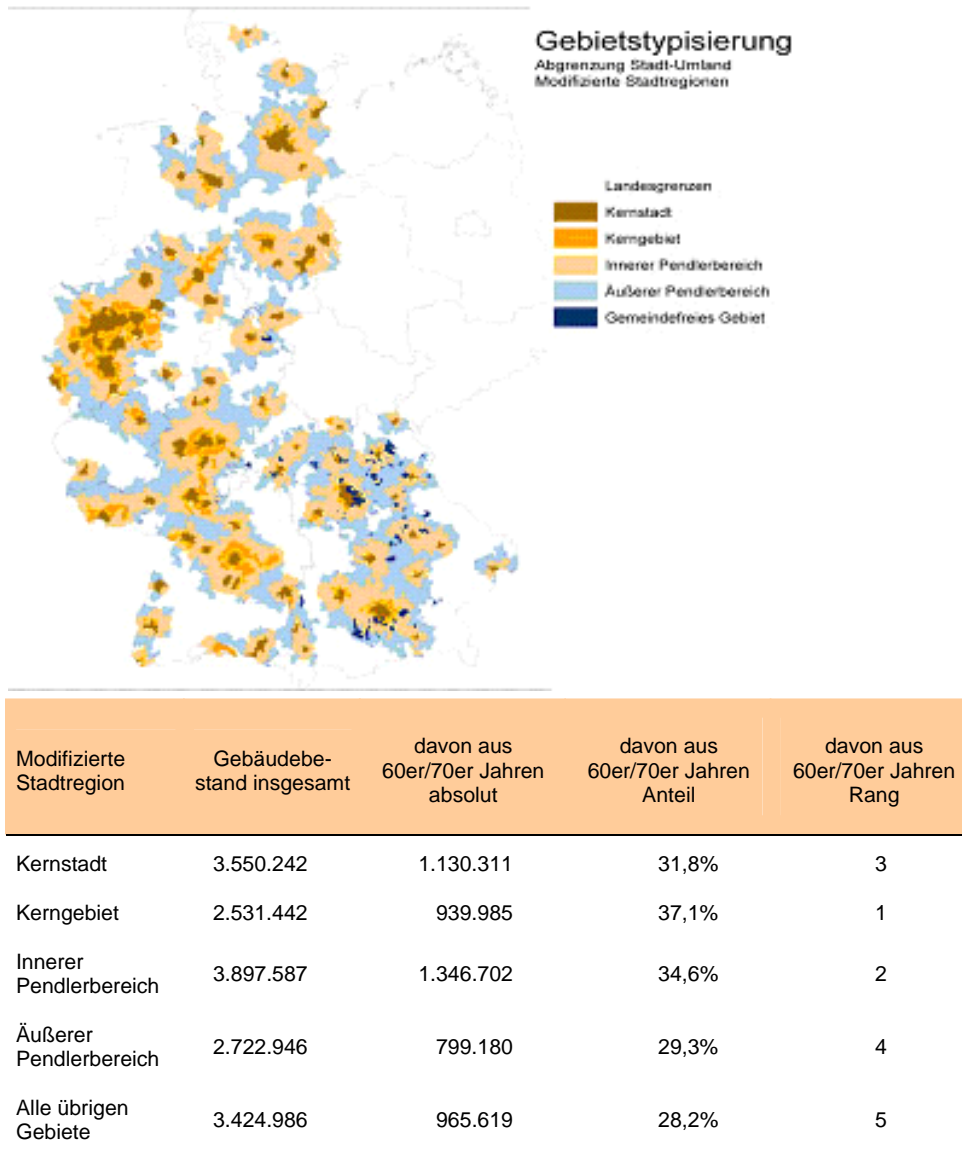 Gebietstypisierung
Abgrenzung Stadt-Umland
Modifizierte Stadtregionen
Landesgrenzen
Kernstadt
Kerngebiet
Innerer Pendlerbereich
Äußerer Pendlerbereich
Gemeindefreies Gebiet
Modifizierte
Stadtregion
Gebäudebe-
stand insgesamt
davon aus
60er/70er Jahren
absolut
davon aus
60er/70er Jahren
Anteil
davon aus
60er/70er Jahren
Rang
Kernstadt 3.550.242 1.130.311 31,8% 3
Kerngebiet 2.531.442 939.985 37,1% 1
Innerer
Pendlerbereich 3.897.587 1.346.702 34,6% 2
Äußerer
Pendlerbereich 2.722.946 799.180 29,3% 4
Alle übrigen
Gebiete 3.424.986 965.619 28,2% 5